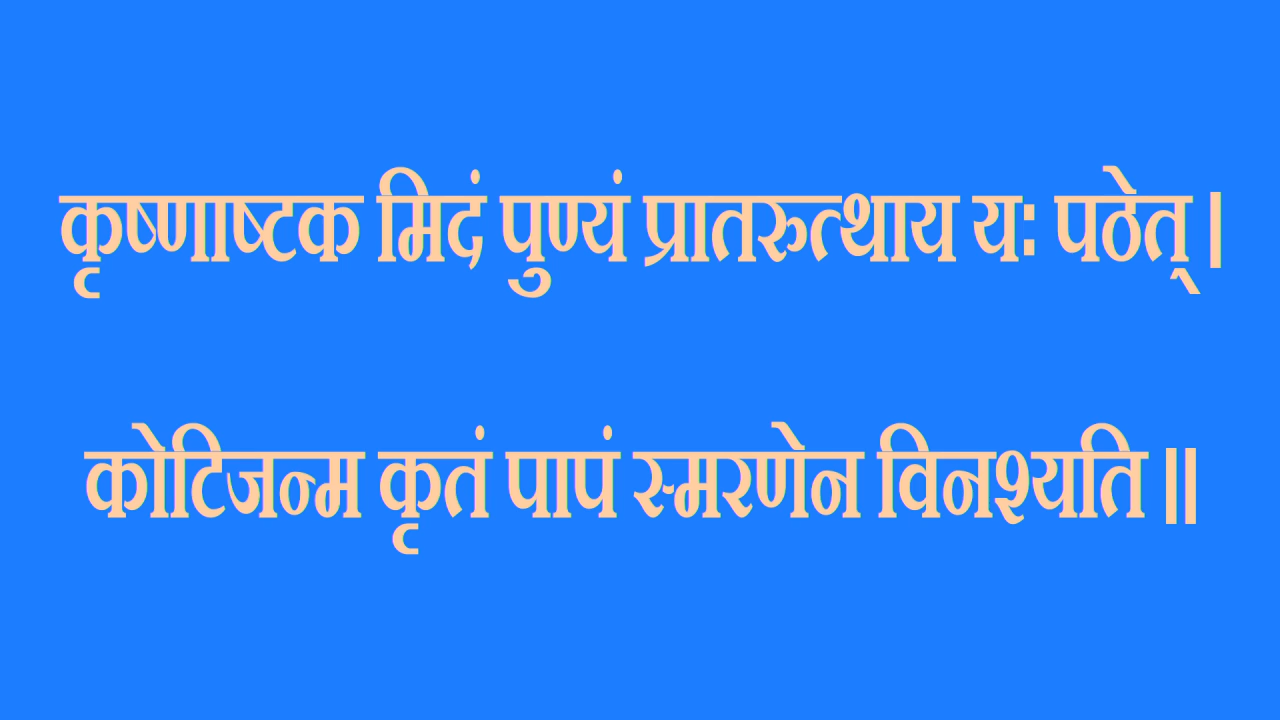 कृष्णाष्टक मिदं पुण्यं प्रातरुत्थाय यः पठेत् |
कोटिजन्म कृतं पापं स्मरणेन विनश्यति ||